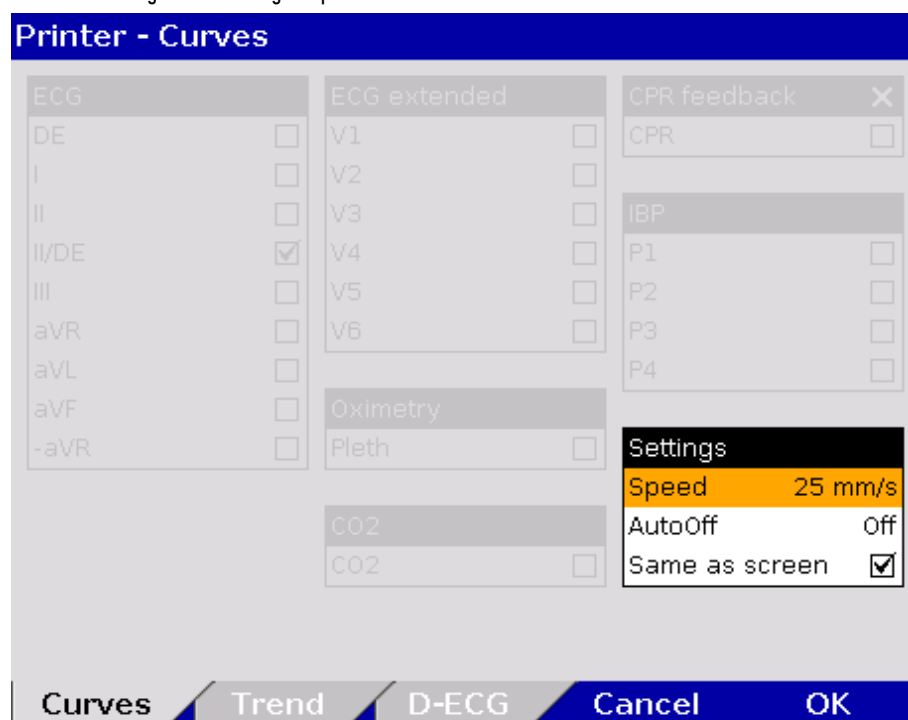 Printer - Curves
ECG
DE
I
II
II/DE
III
aVR
aVL
aVF
-aVR
ECG extended
V1
V2
V3
V4
V5
V6
Oximetry
Pleth
CO2
CO2
CPR feedback
CPR
IBP
P1
P2
P3
P4
Settings
Speed 25 mm/s
AutoOff Off
Same as screen
Curves Trend D-ECG Cancel OK